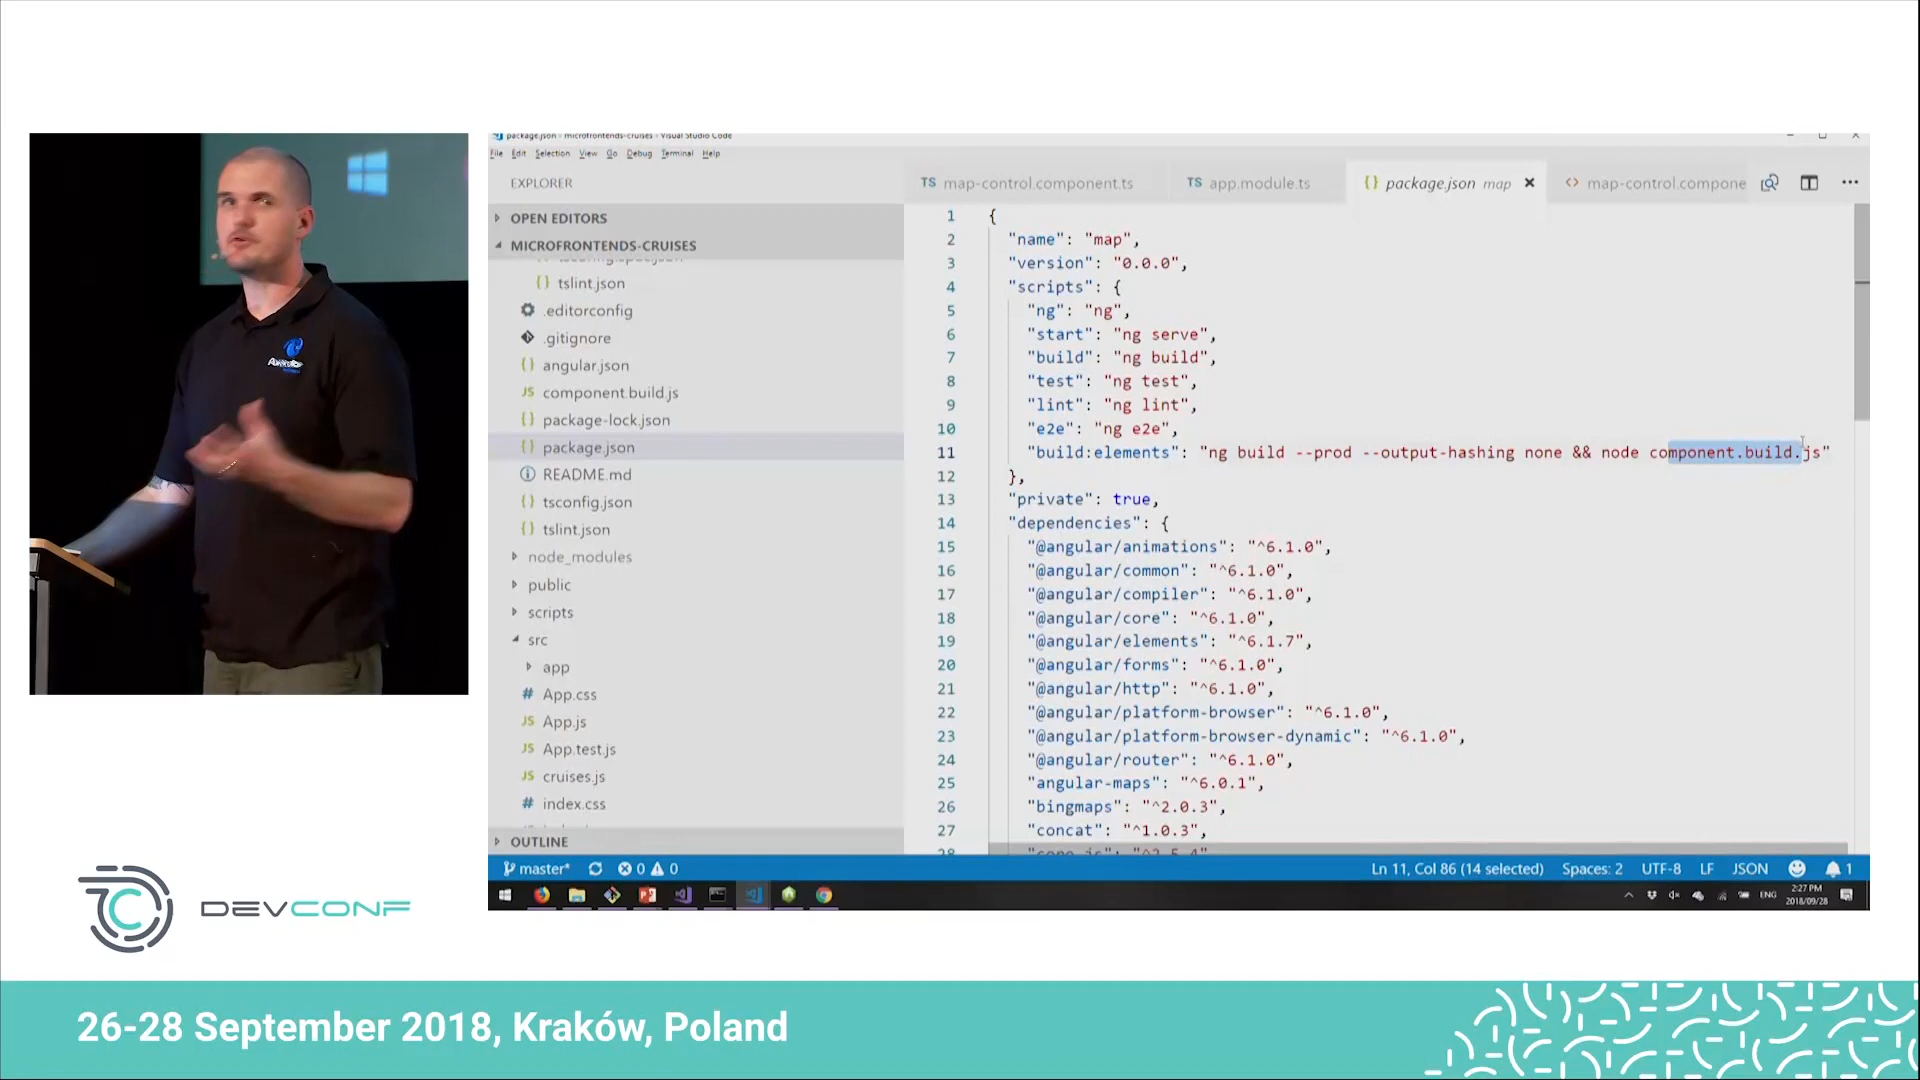 package.json - microfrontends-cruises - Visual Studio Code
File Edit Selection View Go Debug Terminal Help
EXPLORER
OPEN EDITORS
MICROFRONTENDS-CRUISES
{} tslint.json
.editorconfig
.gitignore
{} angular.json
JS component.build.js
{} package-lock.json
{} package.json
README.md
{} tsconfig.json
{} tslint.json
node_modules
public
scripts
src
app
# App.css
JS App.js
JS App.test.js
JS cruises.js
# index.css
OUTLINE
TS map-control.component.ts
TS app.module.ts
{} package.json map
<> map-control.compone
1 {
2 "name": "map",
3 "version": "0.0.0",
4 "scripts": {
5 "ng": "ng",
6 "start": "ng serve",
7 "build": "ng build",
8 "test": "ng test",
9 "lint": "ng lint",
10 "e2e": "ng e2e",
11 "build:elements": "ng build --prod --output-hashing none && node component.build.js"
12 },
13 "private": true,
14 "dependencies": {
15 "@angular/animations": "^6.1.0",
16 "@angular/common": "^6.1.0",
17 "@angular/compiler": "^6.1.0",
18 "@angular/core": "^6.1.0",
19 "@angular/elements": "^6.1.7",
20 "@angular/forms": "^6.1.0",
21 "@angular/http": "^6.1.0",
22 "@angular/platform-browser": "^6.1.0",
23 "@angular/platform-browser-dynamic": "^6.1.0",
24 "@angular/router": "^6.1.0",
25 "angular-maps": "^6.0.1",
26 "bingmaps": "^2.0.3",
27 "concat": "^1.0.3",
master* 0 0
Ln 11, Col 86 (14 selected) Spaces: 2 UTF-8 LF JSON 1
ENG
2:27 PM
2018/09/28
DEVCONF
26-28 September 2018, Kraków, Poland